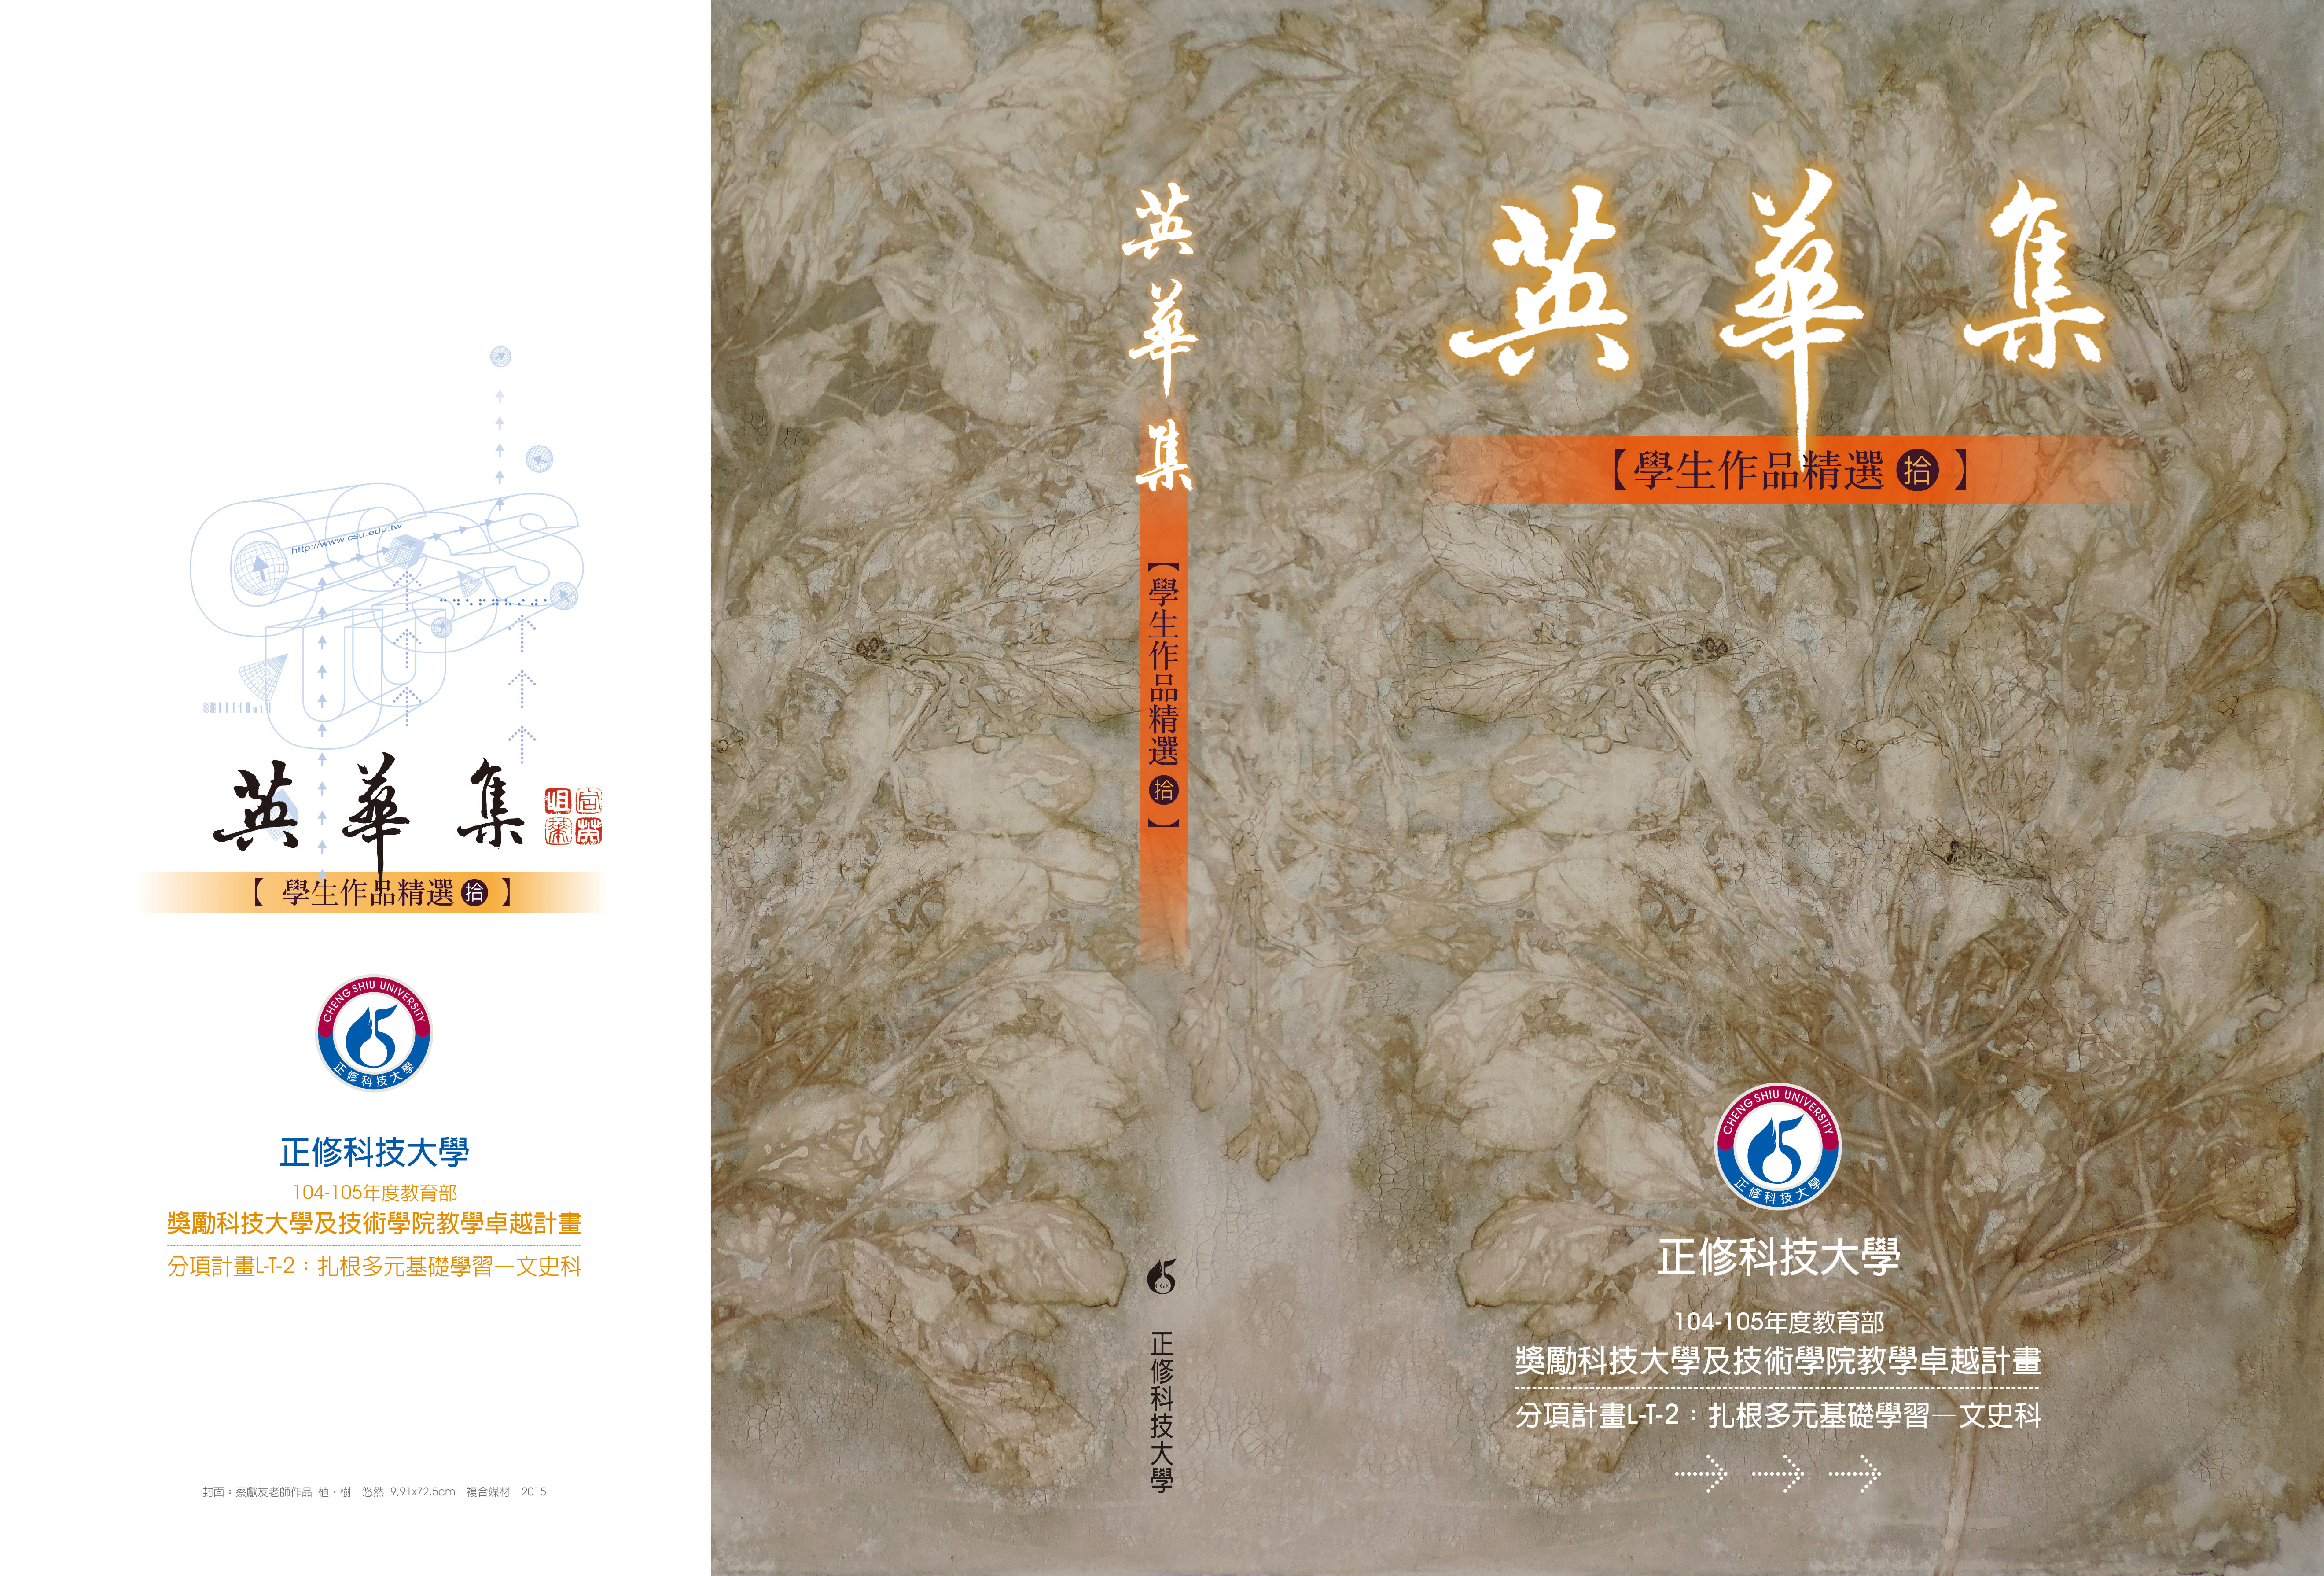 http://www.csu.edu.tw
英華集
【學生作品精選 拾】
CHENG SHIU UNIVERSITY
正修科技大學
正修科技大學
104-105年度教育部
獎勵科技大學及技術學院教學卓越計畫
分項計畫L-T-2：扎根多元基礎學習—文史科
封面：蔡獻友老師作品 植・樹—悠然 9,91x72.5cm 複合媒材 2015
英華集
【學生作品精選 拾】
正修科技大學
英華集
【學生作品精選 拾】
CHENG SHIU UNIVERSITY
正修科技大學
正修科技大學
104-105年度教育部
獎勵科技大學及技術學院教學卓越計畫
分項計畫L-T-2：扎根多元基礎學習—文史科